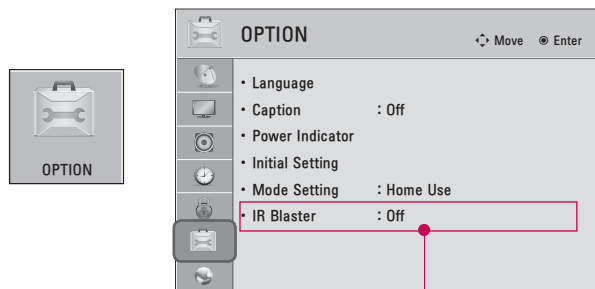 OPTION
OPTION
Move Enter
• Language
• Caption : Off
• Power Indicator
• Initial Setting
• Mode Setting : Home Use
• IR Blaster : Off